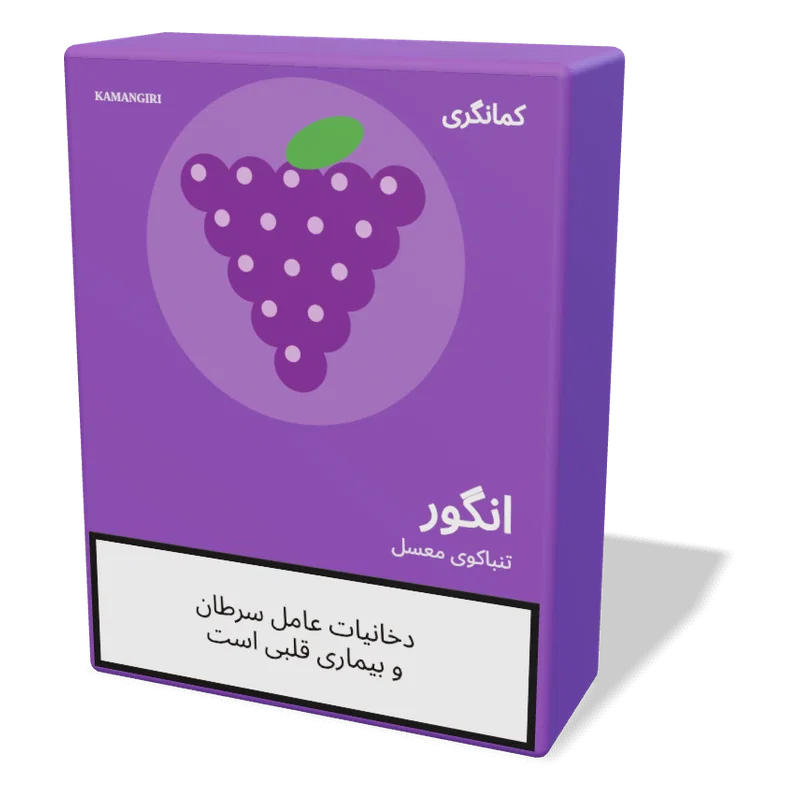 کمانگری
KAMANGIRI
انگور
تنباکوی معسل
دخانیات عامل سرطان
و بیماری قلبی است